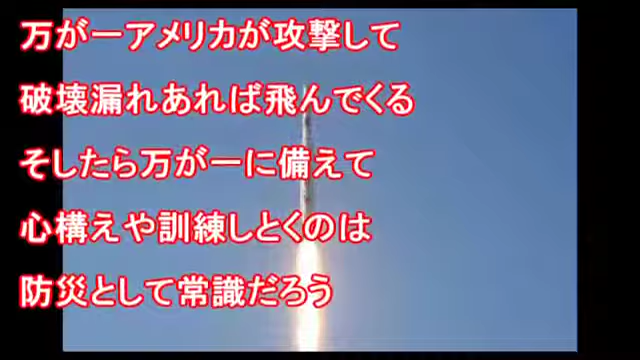 万が一アメリカが攻撃して
破壊漏れあれば飛んでくる
そしたら万が一に備えて
心構えや訓練しとくのは
防災として常識だろう